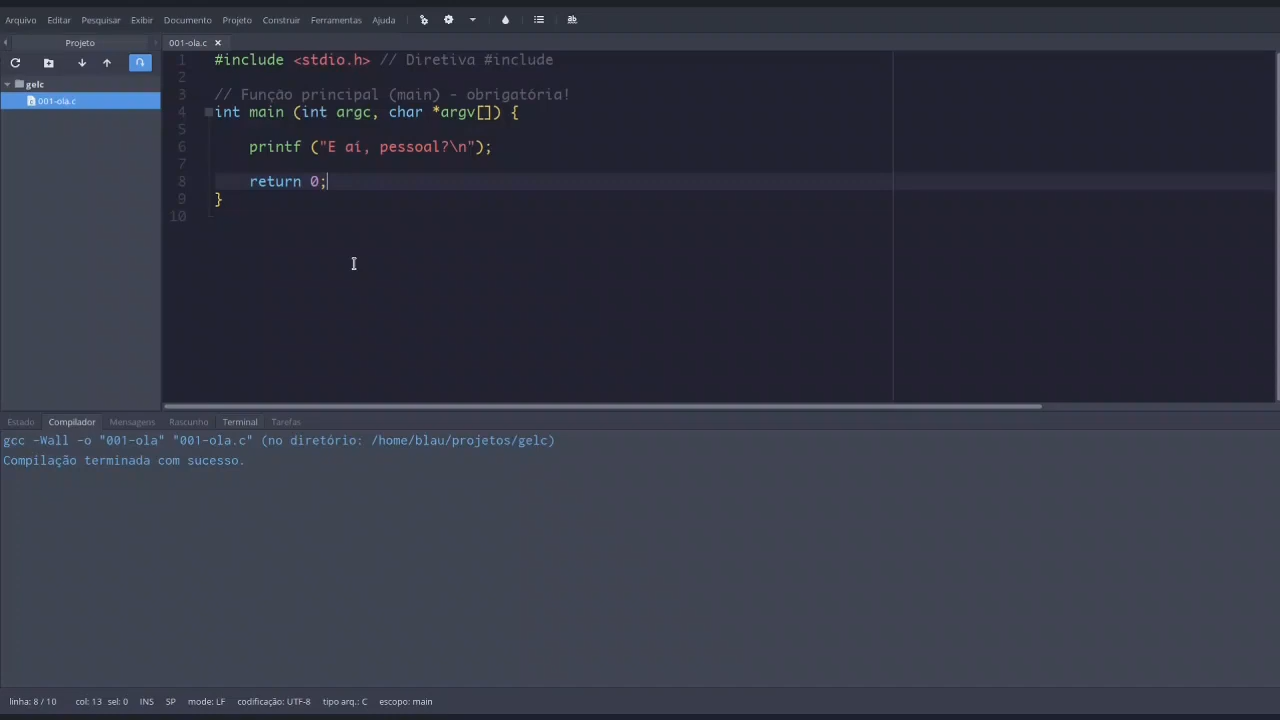 Arquivo Editar Pesquisar Exibir Documento Projeto Construir Ferramentas Ajuda
Projeto
001-ola.c
gelc
001-ola.c
1 #include <stdio.h> // Diretiva #include
2
3 // Função principal (main) - obrigatória!
4 int main (int argc, char *argv[]) {
5
6 printf ("E aí, pessoal?\n");
7
8 return 0;
9 }
10
Estado Compilador Mensagens Rascunho Terminal Tarefas
gcc -Wall -o "001-ola" "001-ola.c" (no diretório: /home/blau/projetos/gelc)
Compilação terminada com sucesso.
linha: 8 / 10 col: 13 sel: 0 INS SP mode: LF codificação: UTF-8 tipo arq.: C escopo: main